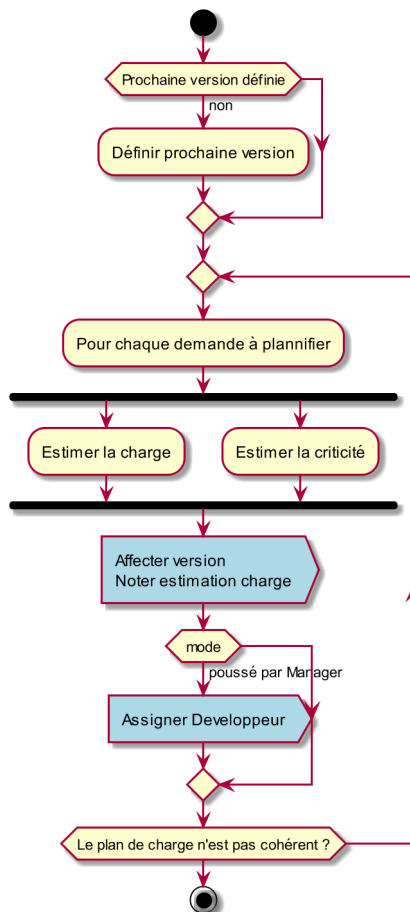 Prochaine version définie
non
Définir prochaine version
Pour chaque demande à plannifier
Estimer la charge
Estimer la criticité
Affecter version
Noter estimation charge
mode
poussé par Manager
Assigner Developpeur
Le plan de charge n'est pas cohérent ?